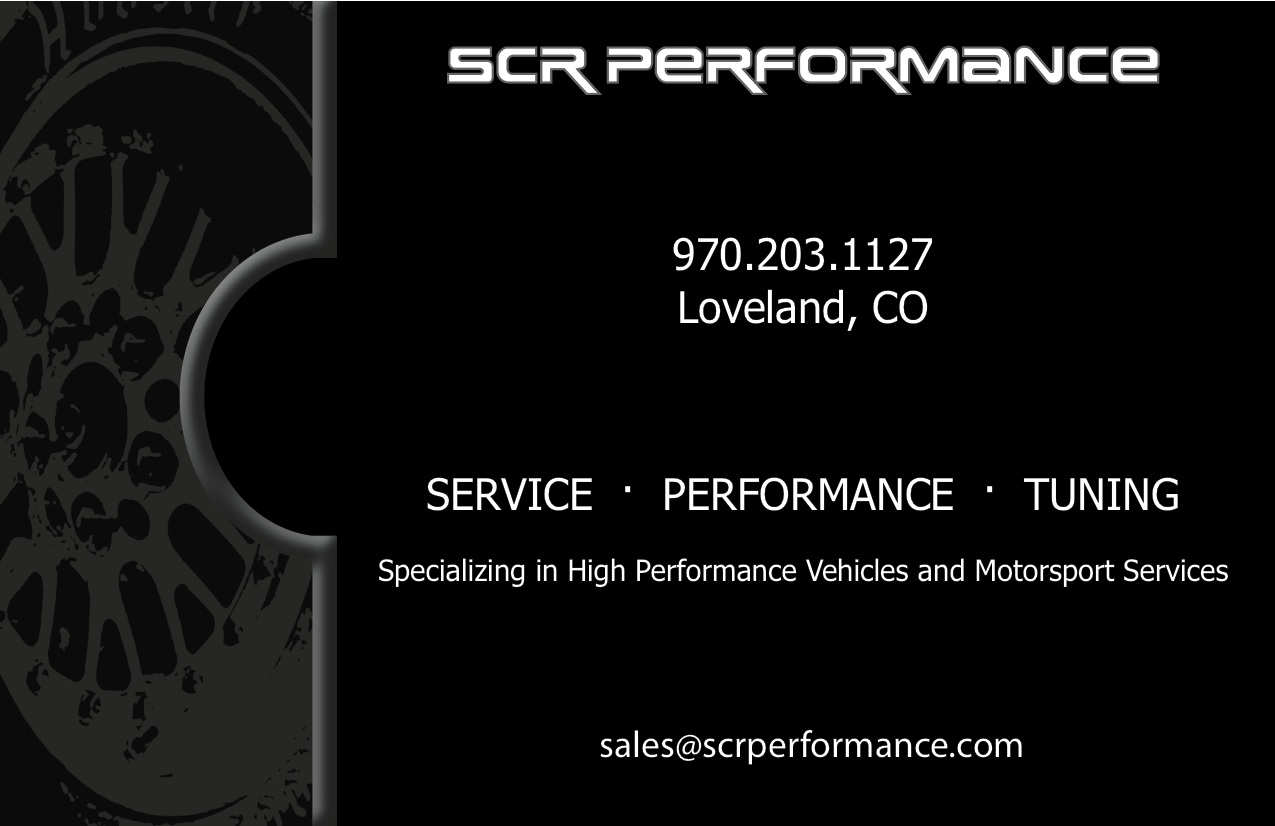 SCR PERFORMANCE
970.203.1127
Loveland, CO
SERVICE · PERFORMANCE · TUNING
Specializing in High Performance Vehicles and Motorsport Services
sales@scrperformance.com